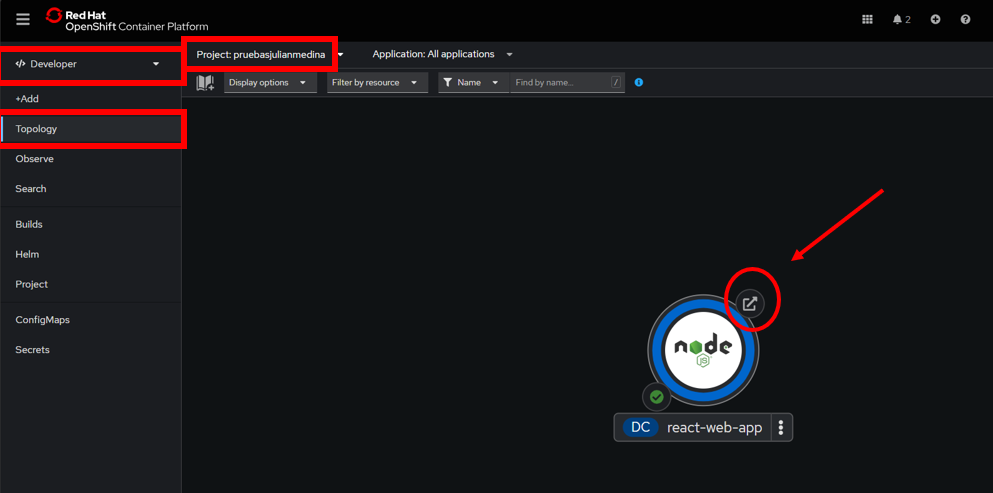 Red Hat
OpenShift Container Platform
2
</> Developer
Project: pruebasjulianmedina
Application: All applications
Display options
Filter by resource
Name
Find by name...
/
+Add
Topology
Observe
Search
Builds
Helm
Project
ConfigMaps
Secrets
node
JS
DC react-web-app